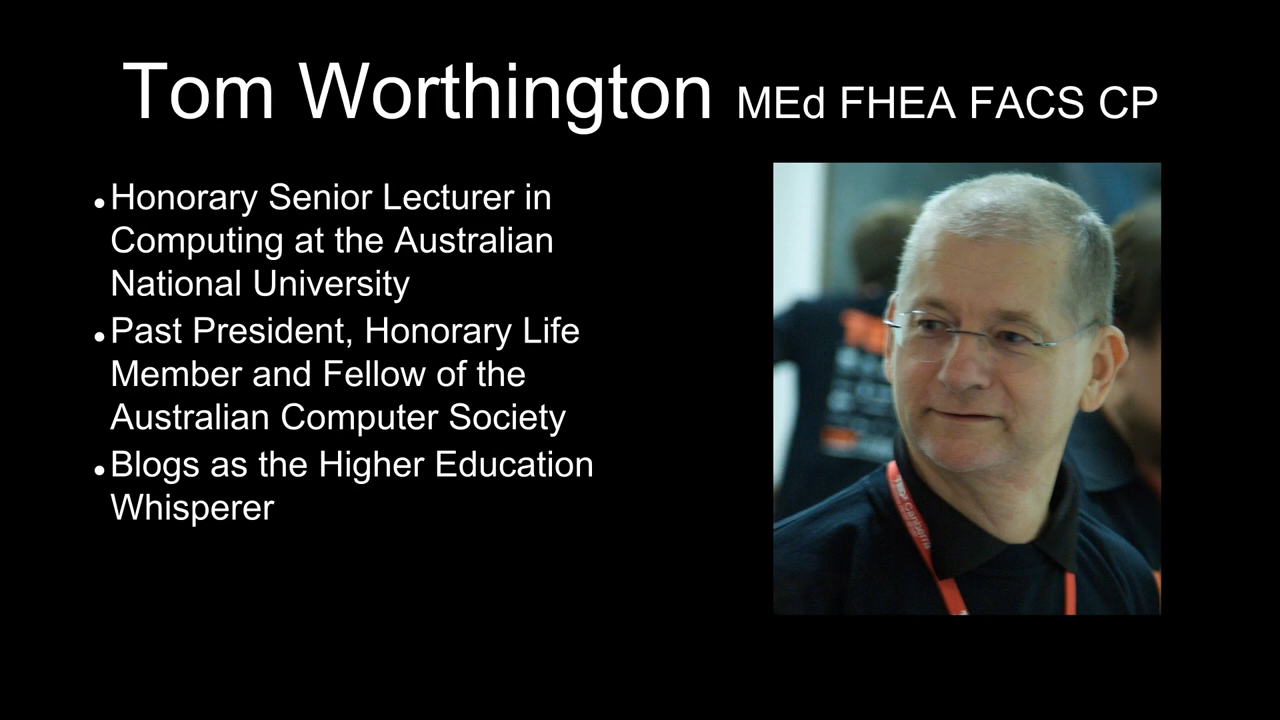 Tom Worthington MEd FHEA FACS CP
• Honorary Senior Lecturer in
Computing at the Australian
National University
• Past President, Honorary Life
Member and Fellow of the
Australian Computer Society
• Blogs as the Higher Education
Whisperer
Canberra